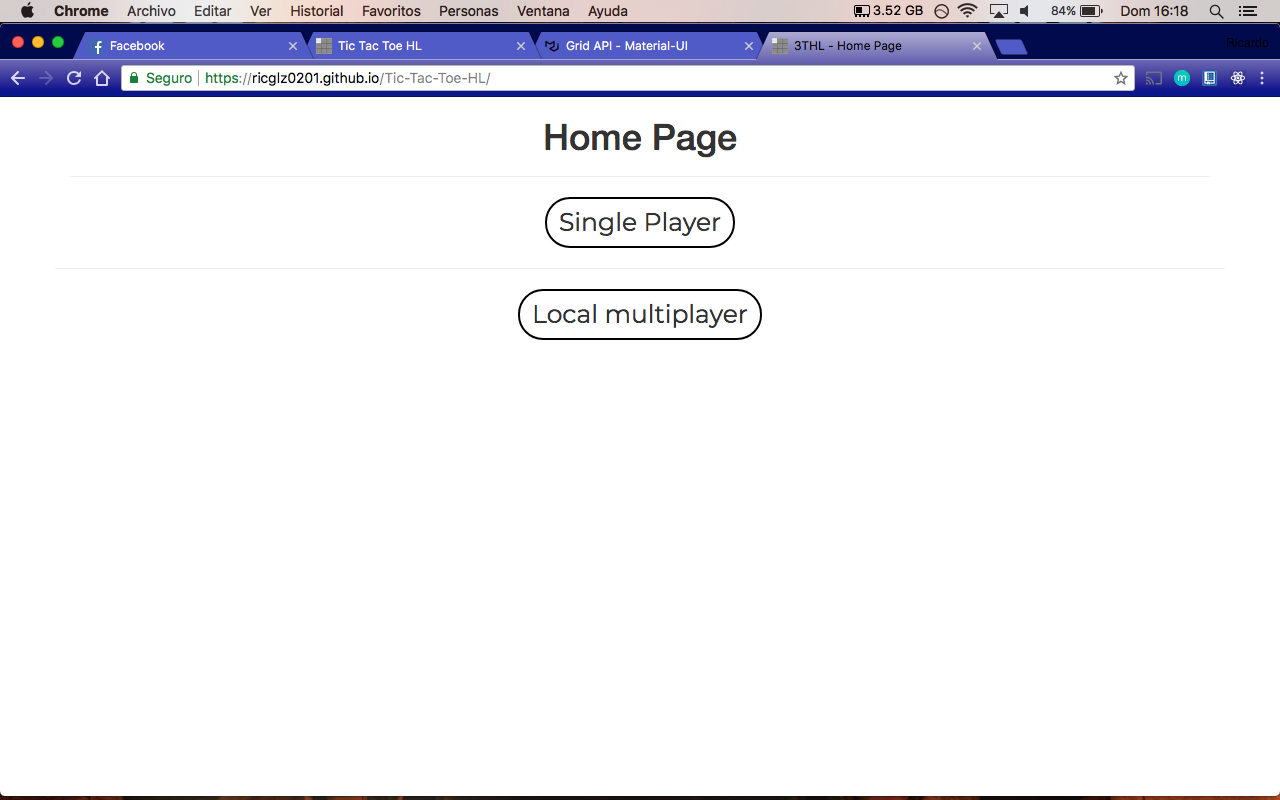 Chrome Archivo Editar Ver Historial Favoritos Personas Ventana Ayuda 3.52 GB 84% Dom 16:18
Facebook Tic Tac Toe HL Grid API - Material-UI 3THL - Home Page Ricardo
Seguro https://ricglz0201.github.io/Tic-Tac-Toe-HL/ m
Home Page
Single Player
Local multiplayer